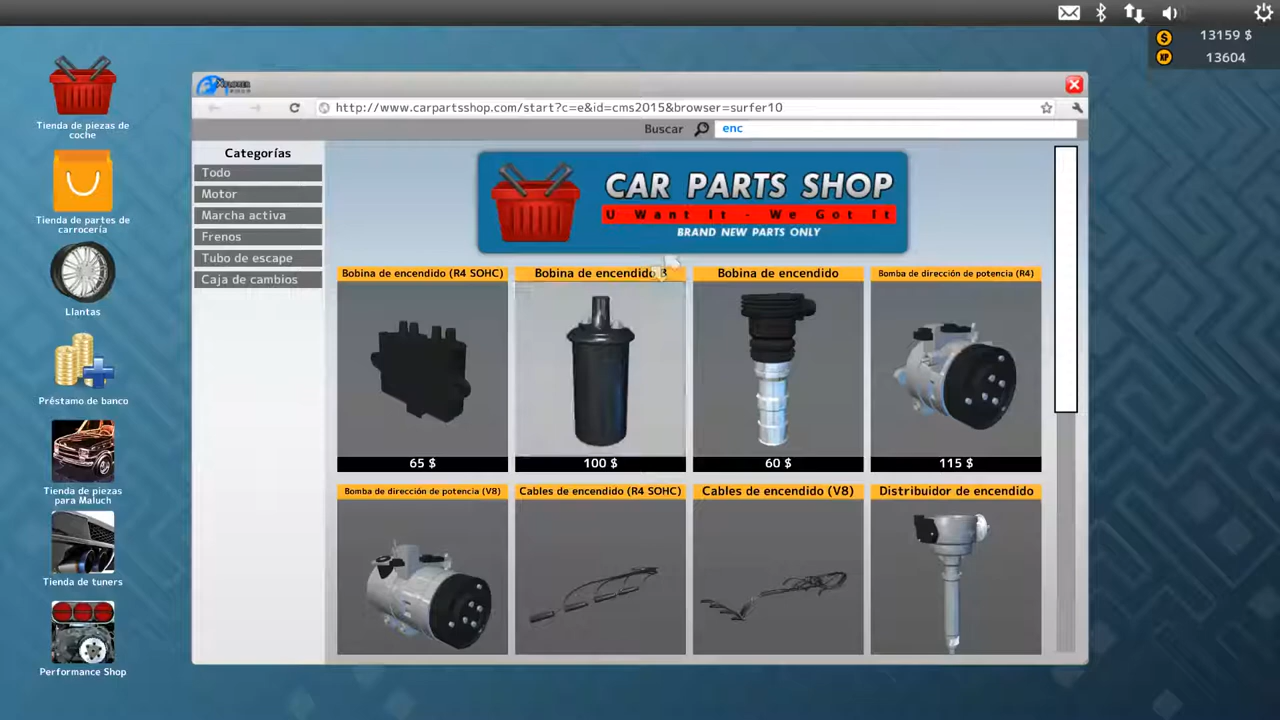 13159 $
13604
Tienda de piezas de
coche
Tienda de partes de
carrocería
Llantas
Préstamo de banco
Tienda de piezas
para Maluch
Tienda de tuners
Performance Shop
http://www.carpartsshop.com/start?c=e&id=cms2015&browser=surfer10
Buscar
enc
Categorías
Todo
Motor
Marcha activa
Frenos
Tubo de escape
Caja de cambios
CAR PARTS SHOP
U Want It - We Got It
BRAND NEW PARTS ONLY
Bobina de encendido (R4 SOHC)
65 $
Bobina de encendido B
100 $
Bobina de encendido
60 $
Bomba de dirección de potencia (R4)
115 $
Bomba de dirección de potencia (V8)
Cables de encendido (R4 SOHC)
Cables de encendido (V8)
Distribuidor de encendido